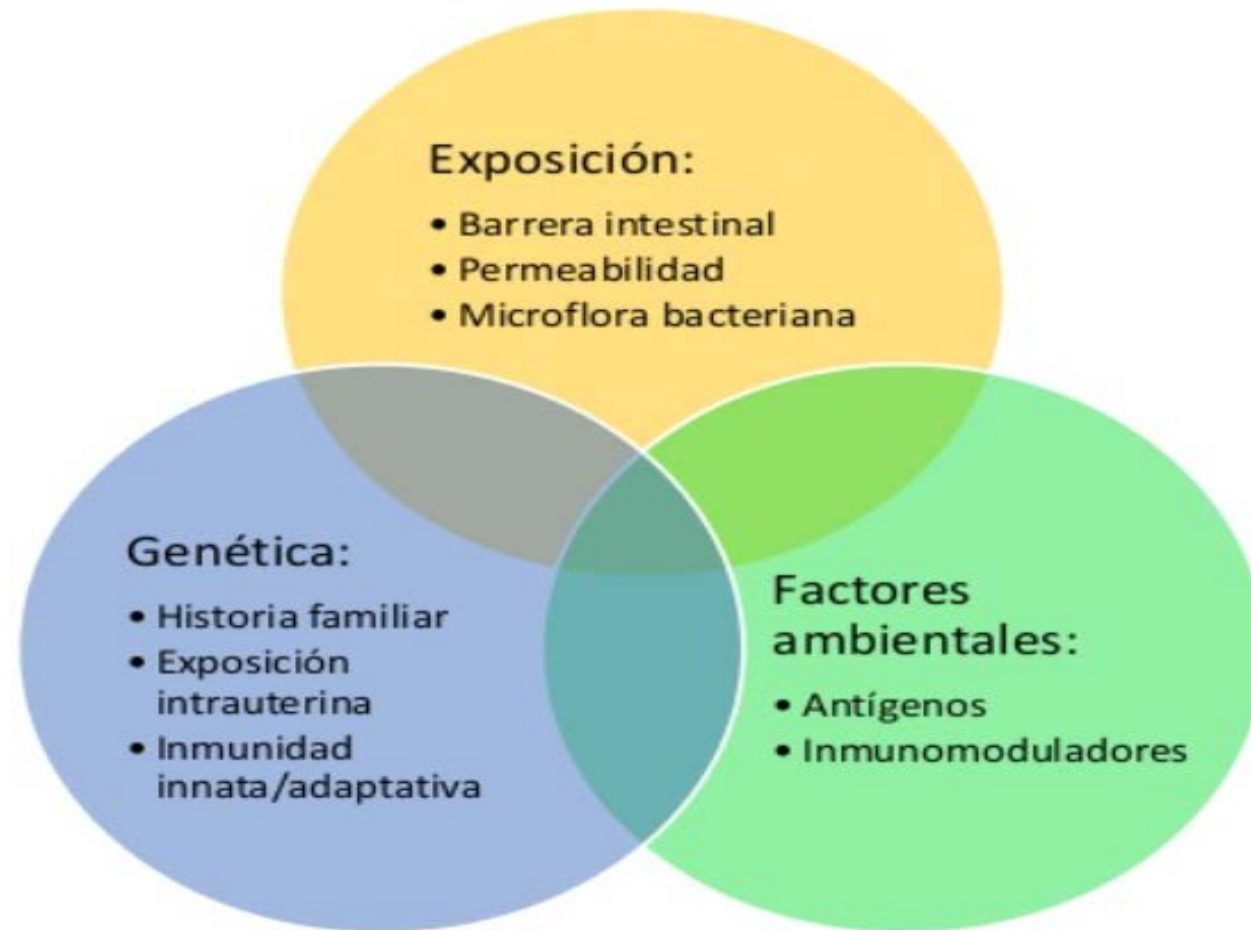 Exposición:
• Barrera intestinal
• Permeabilidad
• Microflora bacteriana
Genética:
• Historia familiar
• Exposición
intrauterina
• Inmunidad
innata/adaptativa
Factores
ambientales:
• Antígenos
• Inmunomoduladores